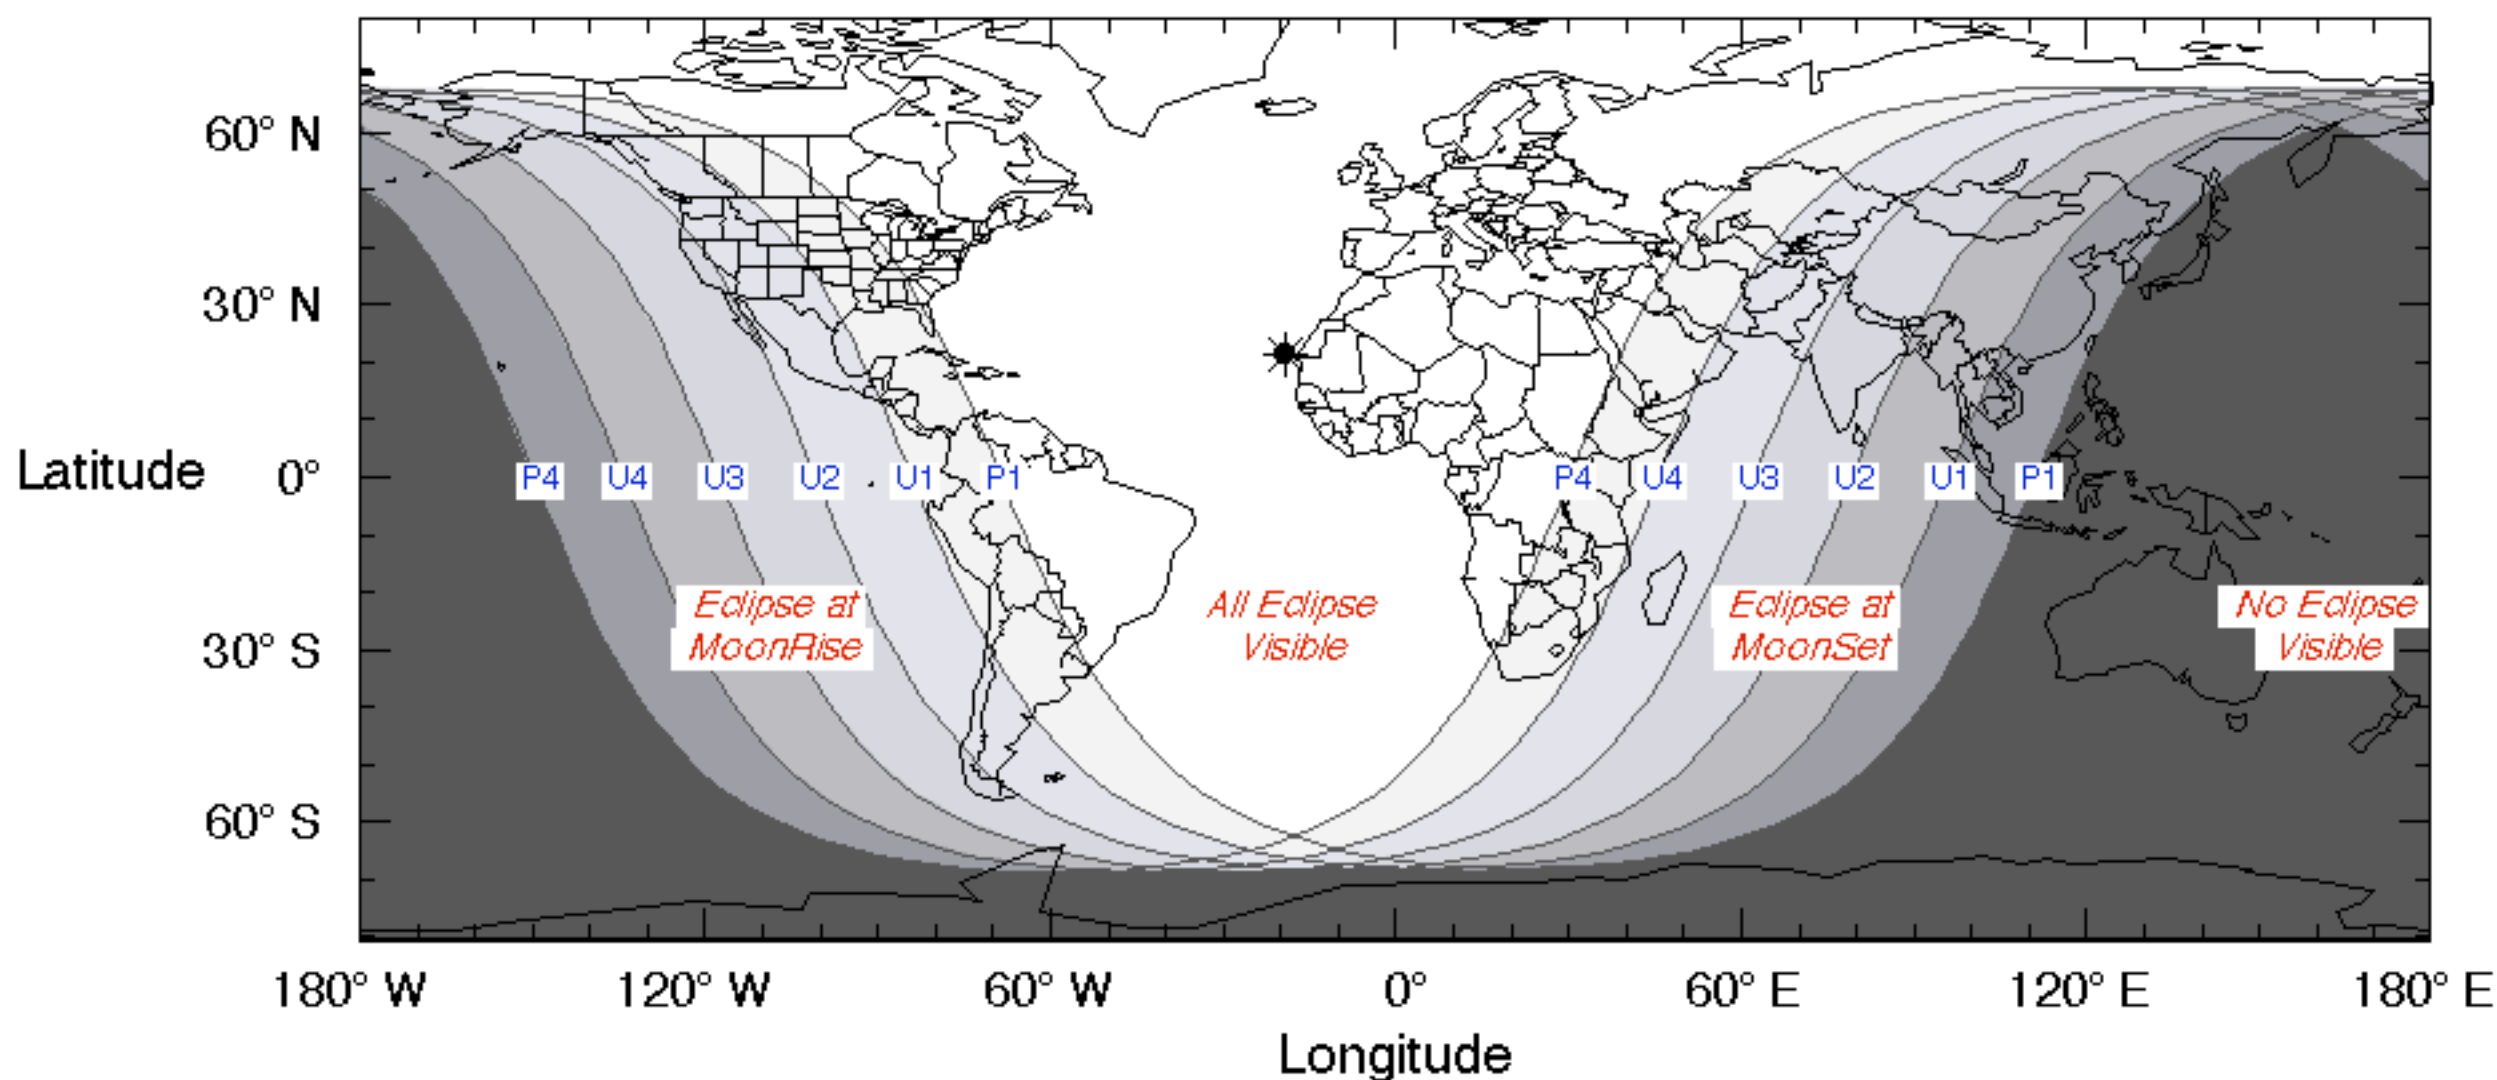 60° N
30° N
Latitude 0°
P4 U4 U3 U2 U1 P1 P4 U4 U3 U2 U1 P1
Eclipse at
MoonRise
All Eclipse
Visible
Eclipse at
MoonSet
No Eclipse
Visible
30° S
60° S
180° W 120° W 60° W 0° 60° E 120° E 180° E
Longitude